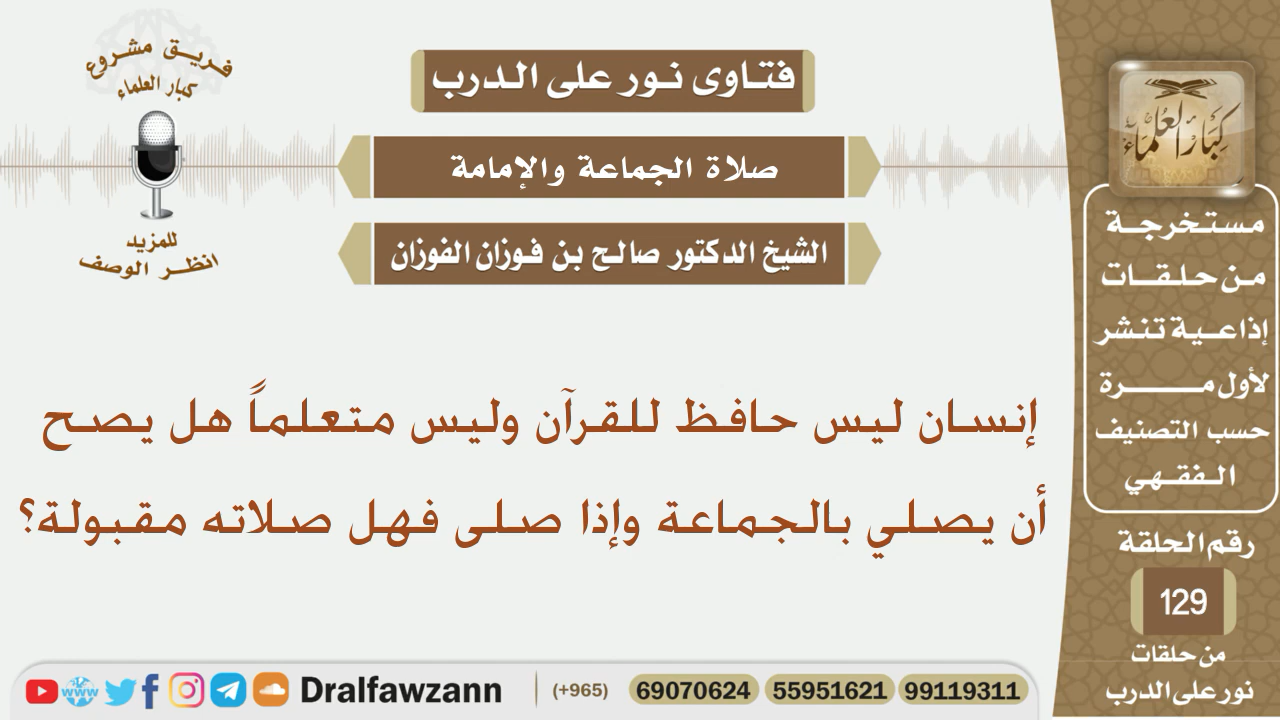 فريق مشروع
كبار العلماء
للمزيد
انظر الوصف
فتاوى نور على الدرب
صلاة الجماعة والإمامة
الشيخ الدكتور صالح بن فوزان الفوزان
إنسان ليس حافظ للقرآن وليس متعلماً هل يصح
أن يصلي بالجماعة وإذا صلى فهل صلاته مقبولة؟
كبار العلماء
مستخرجة
من حلقات
إذاعية تنشر
لأول مرة
حسب التصنيف
الفقهي
رقم الحلقة
129
من حلقات
نور على الدرب
www Dralfawzann (+965) 69070624 55951621 99119311